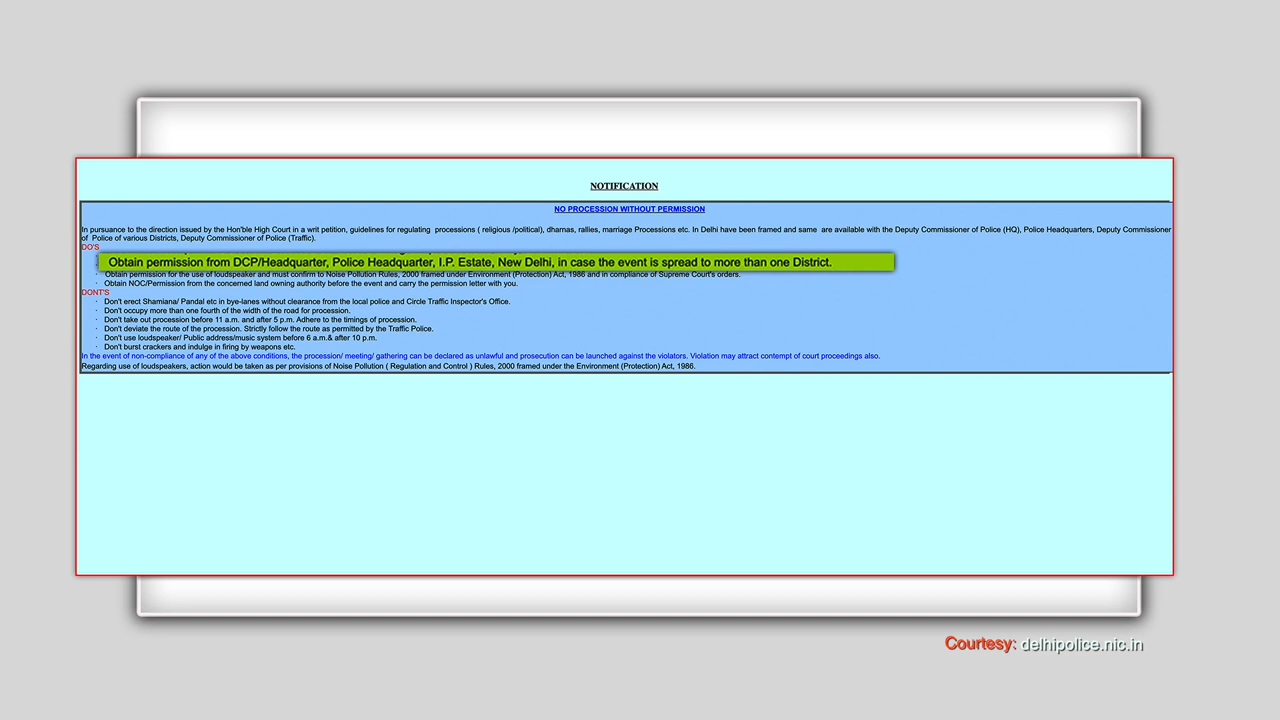 NOTIFICATION
NO PROCESSION WITHOUT PERMISSION
In pursuance to the direction issued by the Hon'ble High Court in a writ petition, guidelines for regulating processions ( religious /political), dharnas, rallies, marriage Processions etc. In Delhi have been framed and same are available with the Deputy Commissioner of Police (HQ), Police Headquarters, Deputy Commissioner
of Police of various Districts, Deputy Commissioner of Police (Traffic).
DO'S
Obtain permission from DCP/Headquarter, Police Headquarter, I.P. Estate, New Delhi, in case the event is spread to more than one District.
· Obtain permission for the use of loudspeaker and must confirm to Noise Pollution Rules, 2000 framed under Environment (Protection) Act, 1986 and in compliance of Supreme Court's orders.
· Obtain NOC/Permission from the concerned land owning authority before the event and carry the permission letter with you.
DONT'S
· Don't erect Shamiana/ Pandal etc in bye-lanes without clearance from the local police and Circle Traffic Inspector's Office.
· Don't occupy more than one fourth of the width of the road for procession.
· Don't take out procession before 11 a.m. and after 5 p.m. Adhere to the timings of procession.
· Don't deviate the route of the procession. Strictly follow the route as permitted by the Traffic Police.
· Don't use loudspeaker/ Public address/music system before 6 a.m.& after 10 p.m.
· Don't burst crackers and indulge in firing by weapons etc.
In the event of non-compliance of any of the above conditions, the procession/ meeting/ gathering can be declared as unlawful and prosecution can be launched against the violators. Violation may attract contempt of court proceedings also.
Regarding use of loudspeakers, action would be taken as per provisions of Noise Pollution ( Regulation and Control ) Rules, 2000 framed under the Environment (Protection) Act, 1986.
Courtesy: delhipolice.nic.in